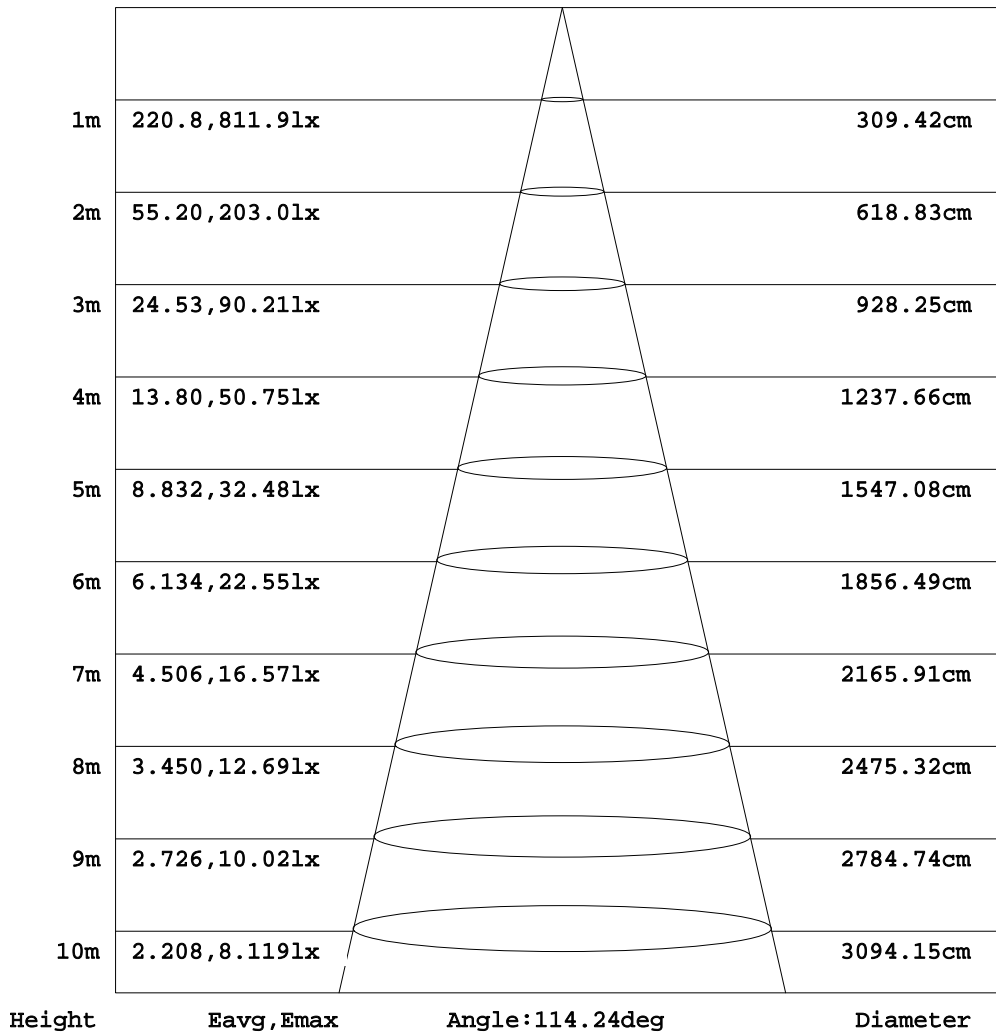 1m 220.8,811.9lx 309.42cm
2m 55.20,203.0lx 618.83cm
3m 24.53,90.21lx 928.25cm
4m 13.80,50.75lx 1237.66cm
5m 8.832,32.48lx 1547.08cm
6m 6.134,22.55lx 1856.49cm
7m 4.506,16.57lx 2165.91cm
8m 3.450,12.69lx 2475.32cm
9m 2.726,10.02lx 2784.74cm
10m 2.208,8.119lx 3094.15cm
Height Eavg,Emax Angle:114.24deg Diameter